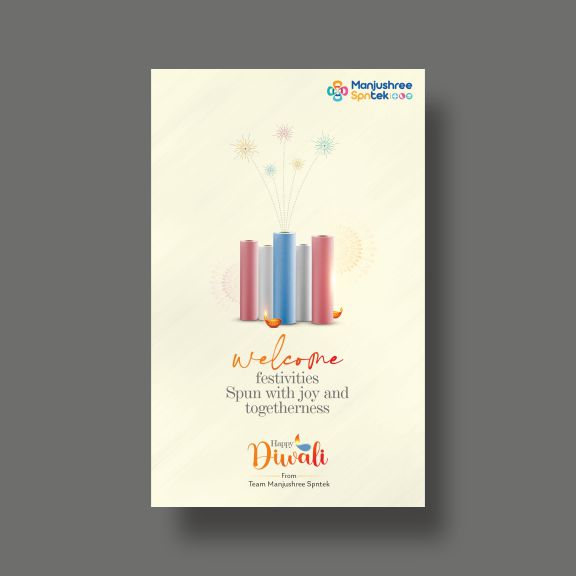 Manjushree
Spntek
welcome
festivities
Spun with joy and
togetherness
Happy
Diwali
From
Team Manjushree Spntek